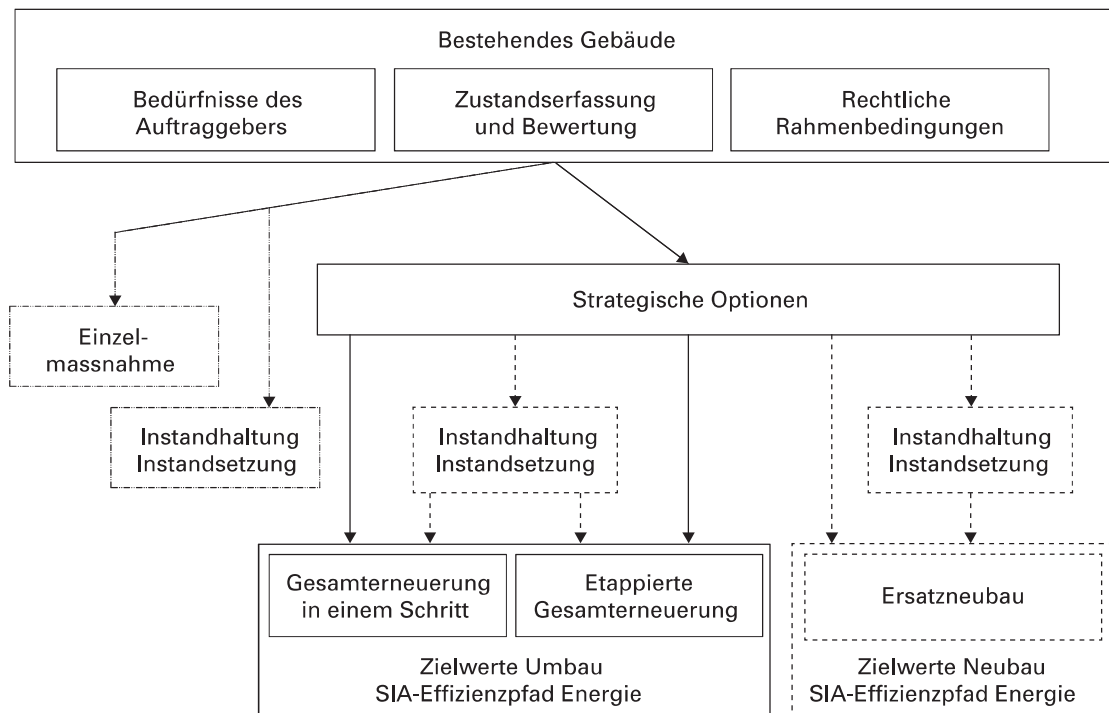 Bestehendes Gebäude
Bedürfnisse des
Auftraggebers
Zustandserfassung
und Bewertung
Rechtliche
Rahmenbedingungen
Strategische Optionen
Einzel-
massnahme
Instandhaltung
Instandsetzung
Instandhaltung
Instandsetzung
Instandhaltung
Instandsetzung
Gesamterneuerung
in einem Schritt
Etappierte
Gesamterneuerung
Ersatzneubau
Zielwerte Umbau
SIA-Effizienzpfad Energie
Zielwerte Neubau
SIA-Effizienzpfad Energie